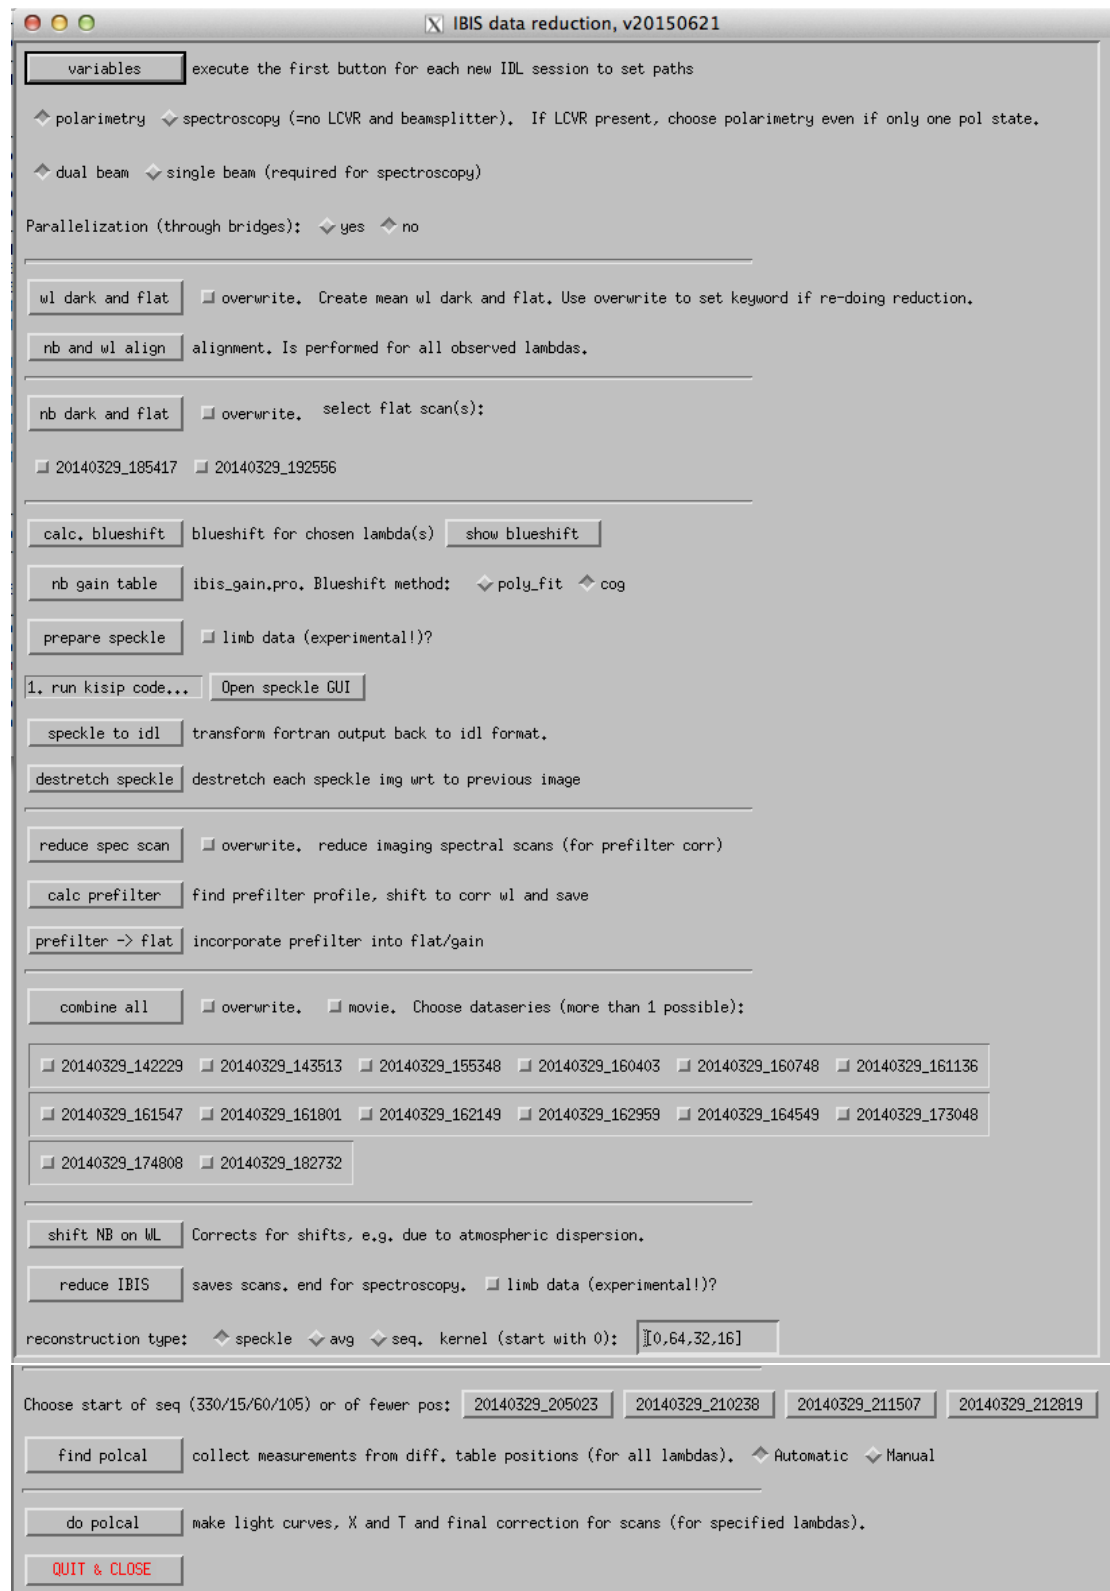 X IBIS data reduction, v20150621
variables execute the first button for each new IDL session to set paths
polarimetry spectroscopy (=no LCVR and beamsplitter). If LCVR present, choose polarimetry even if only one pol state.
dual beam single beam (required for spectroscopy)
Parallelization (through bridges): yes no
wl dark and flat overwrite. Create mean wl dark and flat. Use overwrite to set keyword if re-doing reduction.
nb and wl align alignment. Is performed for all observed lambdas.
nb dark and flat overwrite. select flat scan(s):
20140329_185417 20140329_192556
calc. blueshift blueshift for chosen lambda(s) show blueshift
nb gain table ibis_gain.pro. Blueshift method: poly_fit cog
prepare speckle limb data (experimental!)?
1. run kisip code... Open speckle GUI
speckle to idl transform fortran output back to idl format.
destretch speckle destretch each speckle img wrt to previous image
reduce spec scan overwrite. reduce imaging spectral scans (for prefilter corr)
calc prefilter find prefilter profile, shift to corr wl and save
prefilter -> flat incorporate prefilter into flat/gain
combine all overwrite. movie. Choose dataseries (more than 1 possible):
20140329_142229 20140329_143513 20140329_155348 20140329_160403 20140329_160748 20140329_161136
20140329_161547 20140329_161801 20140329_162149 20140329_162959 20140329_164549 20140329_173048
20140329_174808 20140329_182732
shift NB on WL Corrects for shifts, e.g. due to atmospheric dispersion.
reduce IBIS saves scans. end for spectroscopy. limb data (experimental!)?
reconstruction type: speckle avg seq. kernel (start with 0): [0,64,32,16]
Choose start of seq (330/15/60/105) or of fewer pos: 20140329_205023 20140329_210238 20140329_211507 20140329_212819
find polcal collect measurements from diff. table positions (for all lambdas). Automatic Manual
do polcal make light curves, X and T and final correction for scans (for specified lambdas).
QUIT & CLOSE